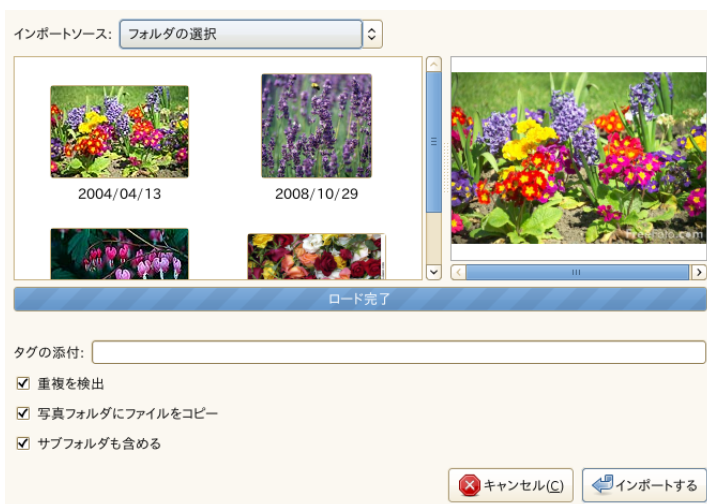 インポートソース: フォルダの選択
2004/04/13 2008/10/29
freefoto.com
ロード完了
タグの添付:
重複を検出
写真フォルダにファイルをコピー
サブフォルダも含める
キャンセル(C) インポートする